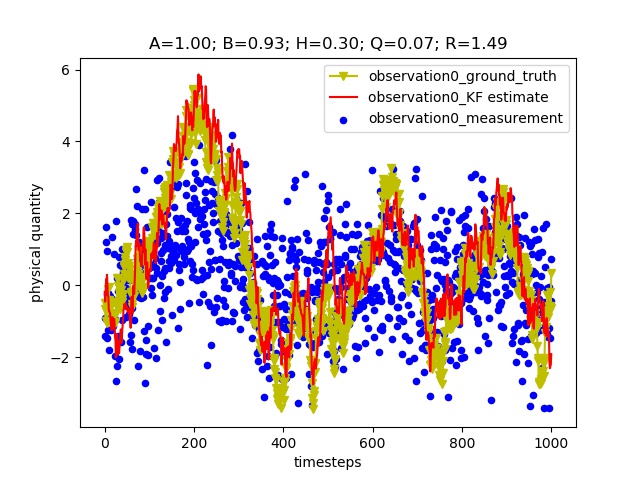 A=1.00; B=0.93; H=0.30; Q=0.07; R=1.49
observation0_ground_truth
observation0_KF estimate
observation0_measurement
physical quantity
6
4
2
0
−2
0 200 400 600 800 1000
timesteps